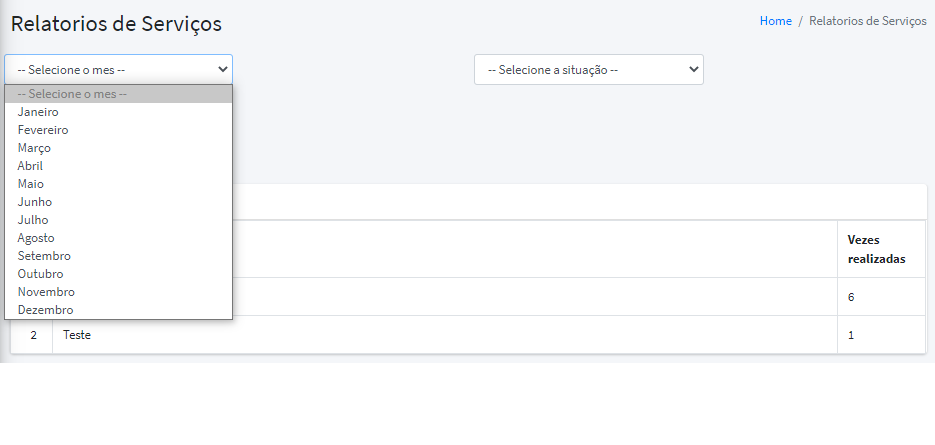 Relatorios de Serviços
Home / Relatorios de Serviços
-- Selecione o mes --
-- Selecione a situação --
-- Selecione o mes --
Janeiro
Fevereiro
Março
Abril
Maio
Junho
Julho
Agosto
Setembro
Outubro
Novembro
Dezembro
Vezes
realizadas
6
2 Teste 1